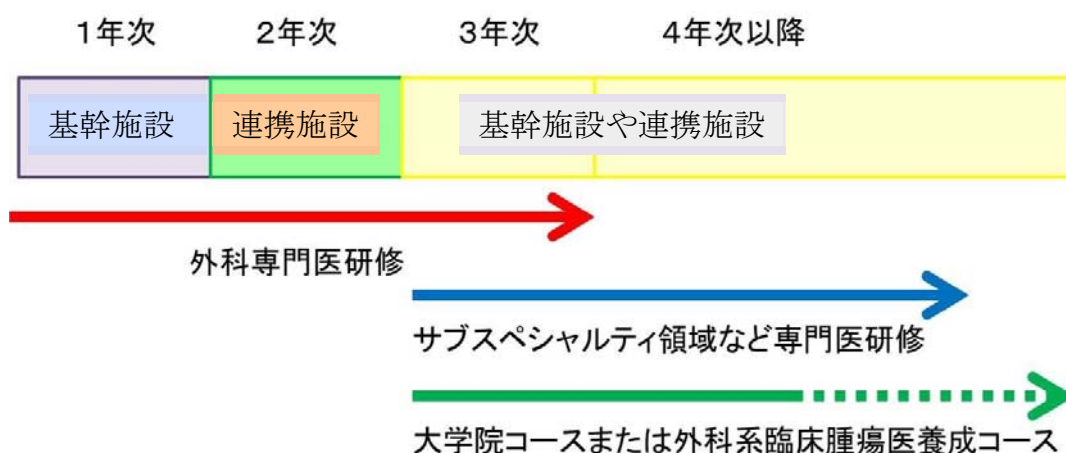 1年次 2年次 3年次 4年次以降
基幹施設 連携施設 基幹施設や連携施設
外科専門医研修
サブスペシャルティ領域など専門医研修
大学院コースまたは外科系臨床腫瘍医養成コース